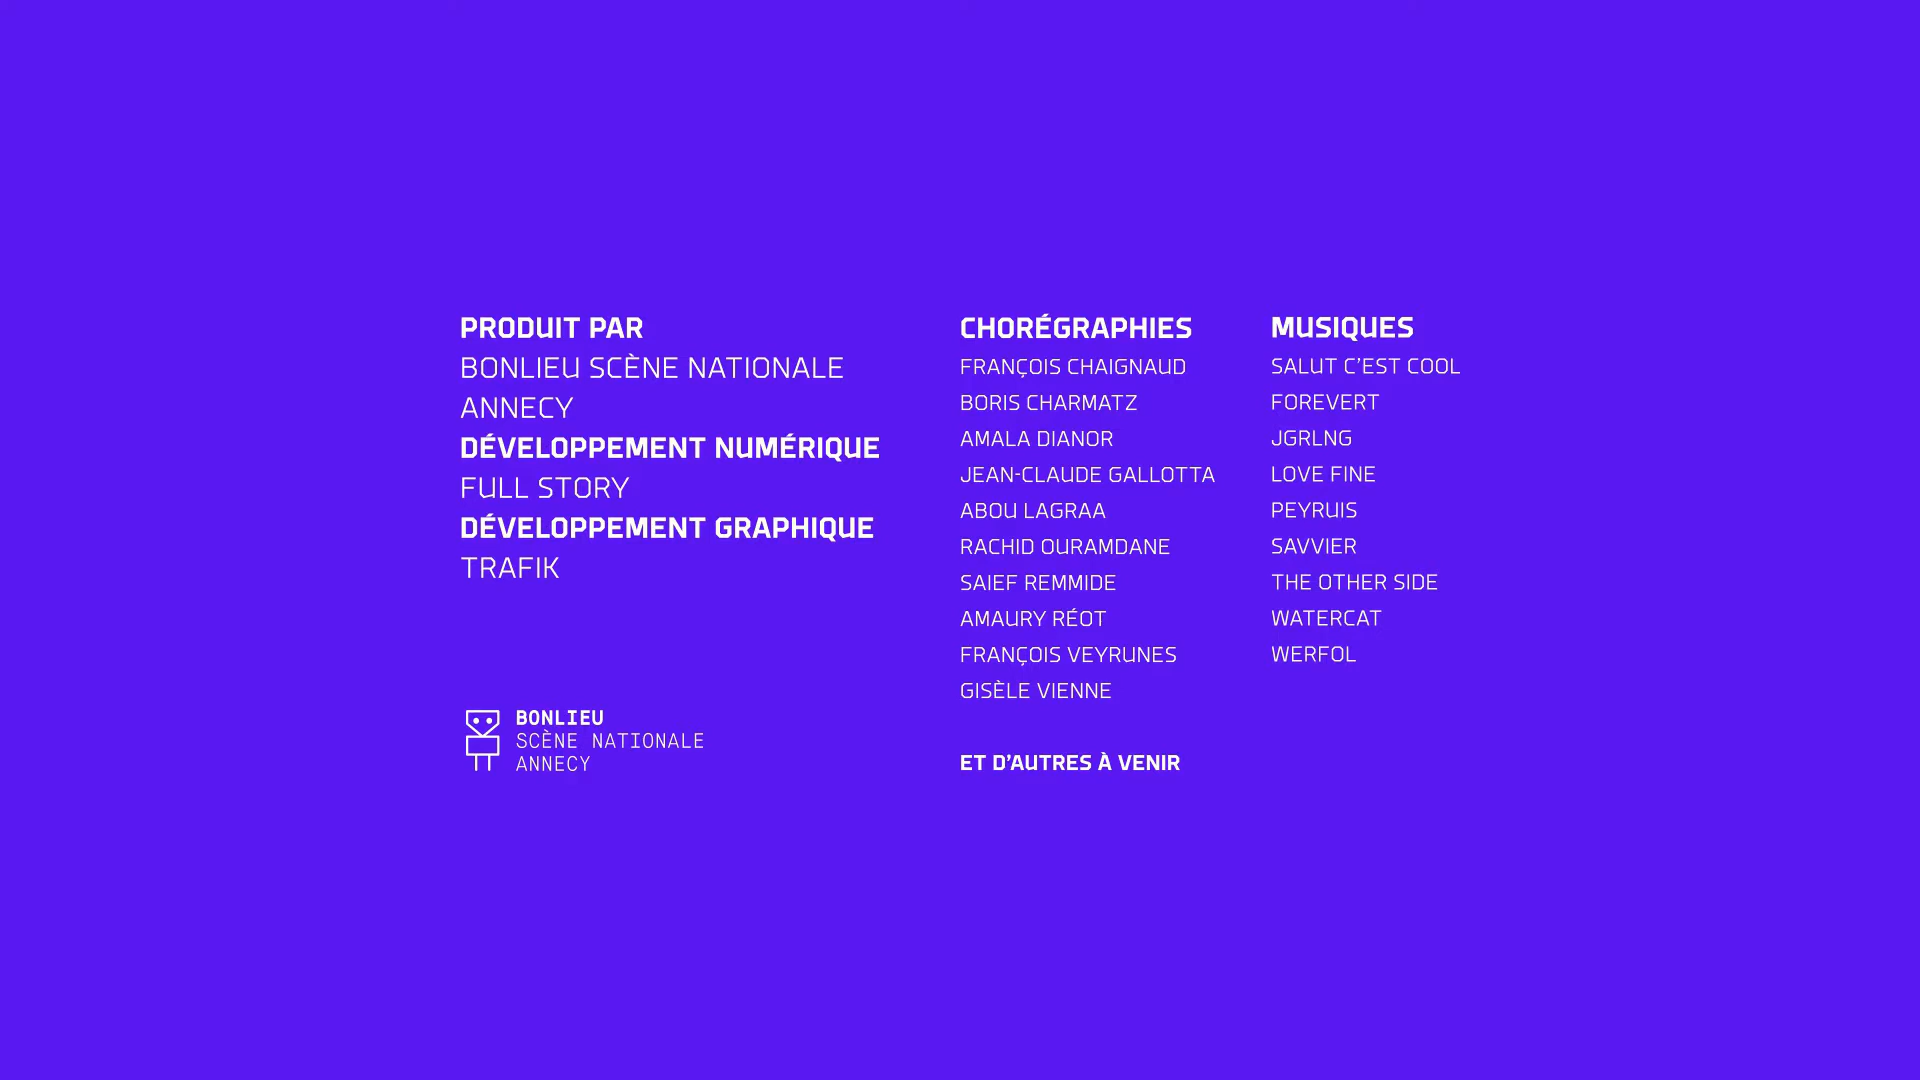 PRODUIT PAR
BONLIEU SCÈNE NATIONALE
ANNECY
DÉVELOPPEMENT NUMÉRIQUE
FULL STORY
DÉVELOPPEMENT GRAPHIQUE
TRAFIK
BONLIEU
SCÈNE NATIONALE
ANNECY
CHORÉGRAPHIES
FRANÇOIS CHAIGNAUD
BORIS CHARMATZ
AMALA DIANOR
JEAN-CLAUDE GALLOTTA
ABOU LAGRAA
RACHID OURAMDANE
SAIEF REMMIDE
AMAURY RÉOT
FRANÇOIS VEYRUNES
GISÈLE VIENNE
ET D’AUTRES À VENIR
MUSIQUES
SALUT C’EST COOL
FOREVERT
JGRLNG
LOVE FINE
PEYRUIS
SAVVIER
THE OTHER SIDE
WATERCAT
WERFOL